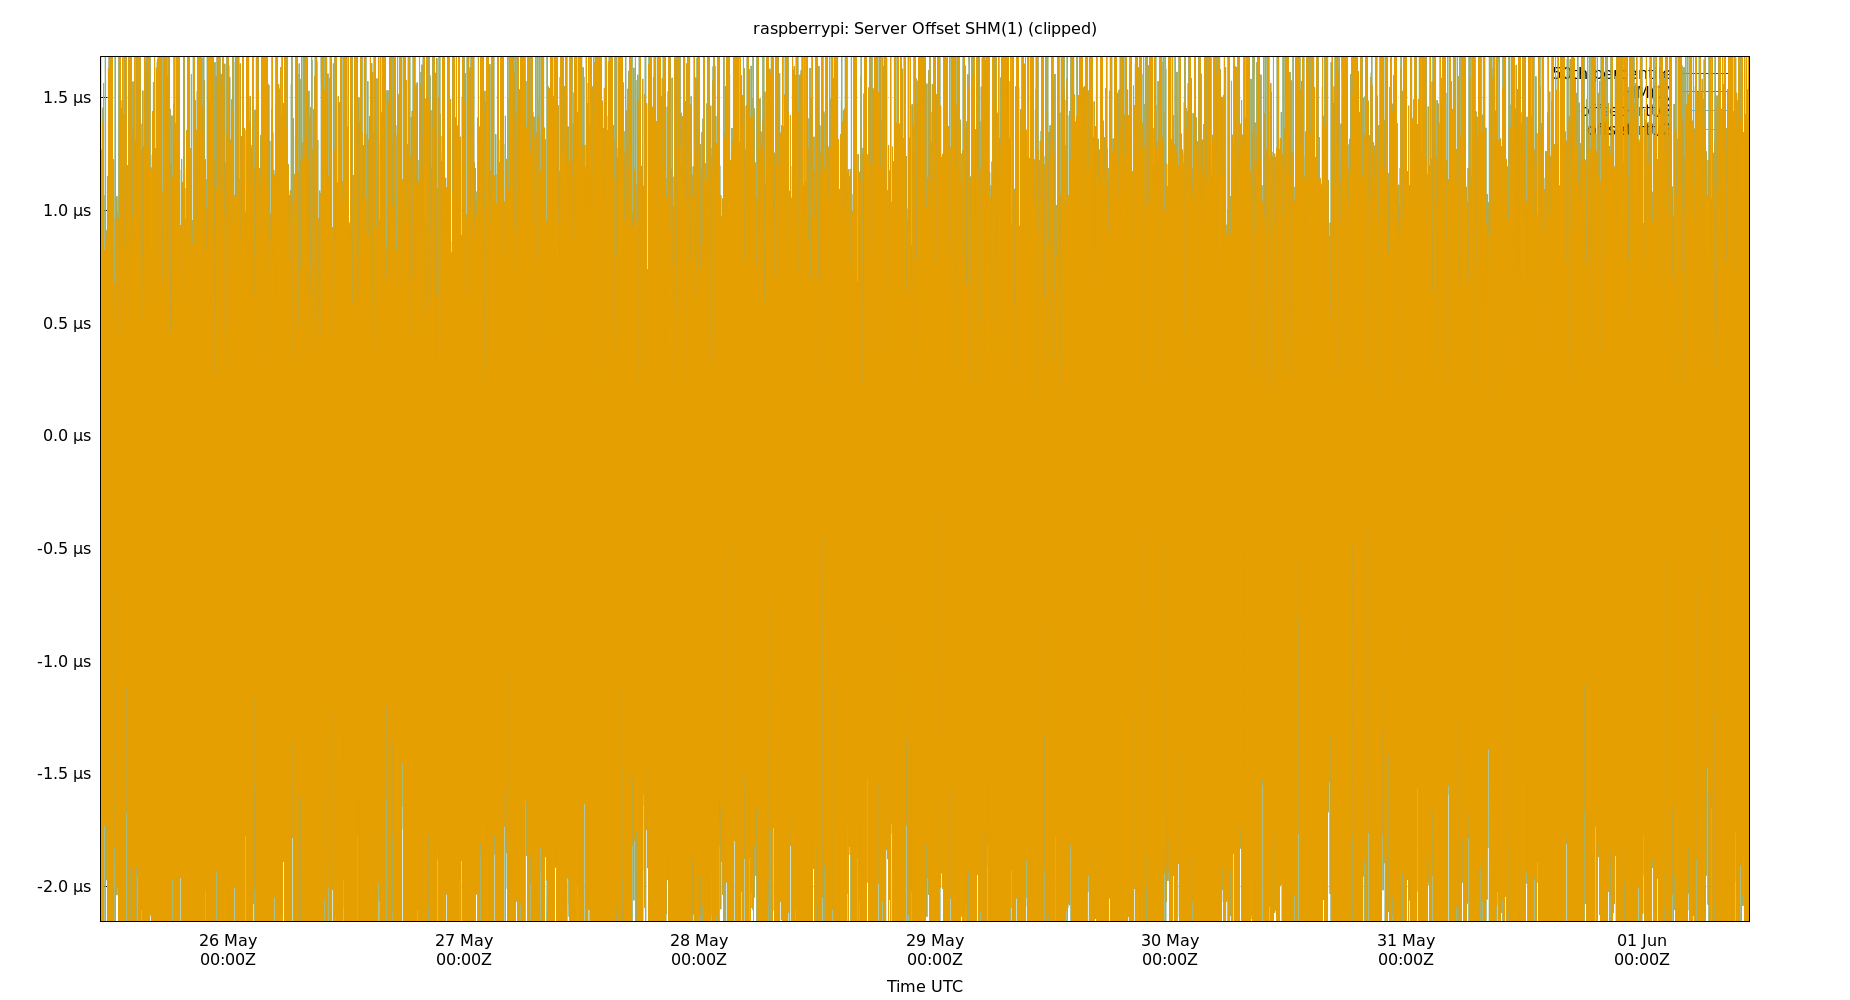 raspberrypi: Server Offset SHM(1) (clipped)
1.5 µs
1.0 µs
0.5 µs
0.0 µs
-0.5 µs
-1.0 µs
-1.5 µs
-2.0 µs
26 May 27 May 28 May 29 May 30 May 31 May 01 Jun
00:00Z 00:00Z 00:00Z 00:00Z 00:00Z 00:00Z 00:00Z
Time UTC